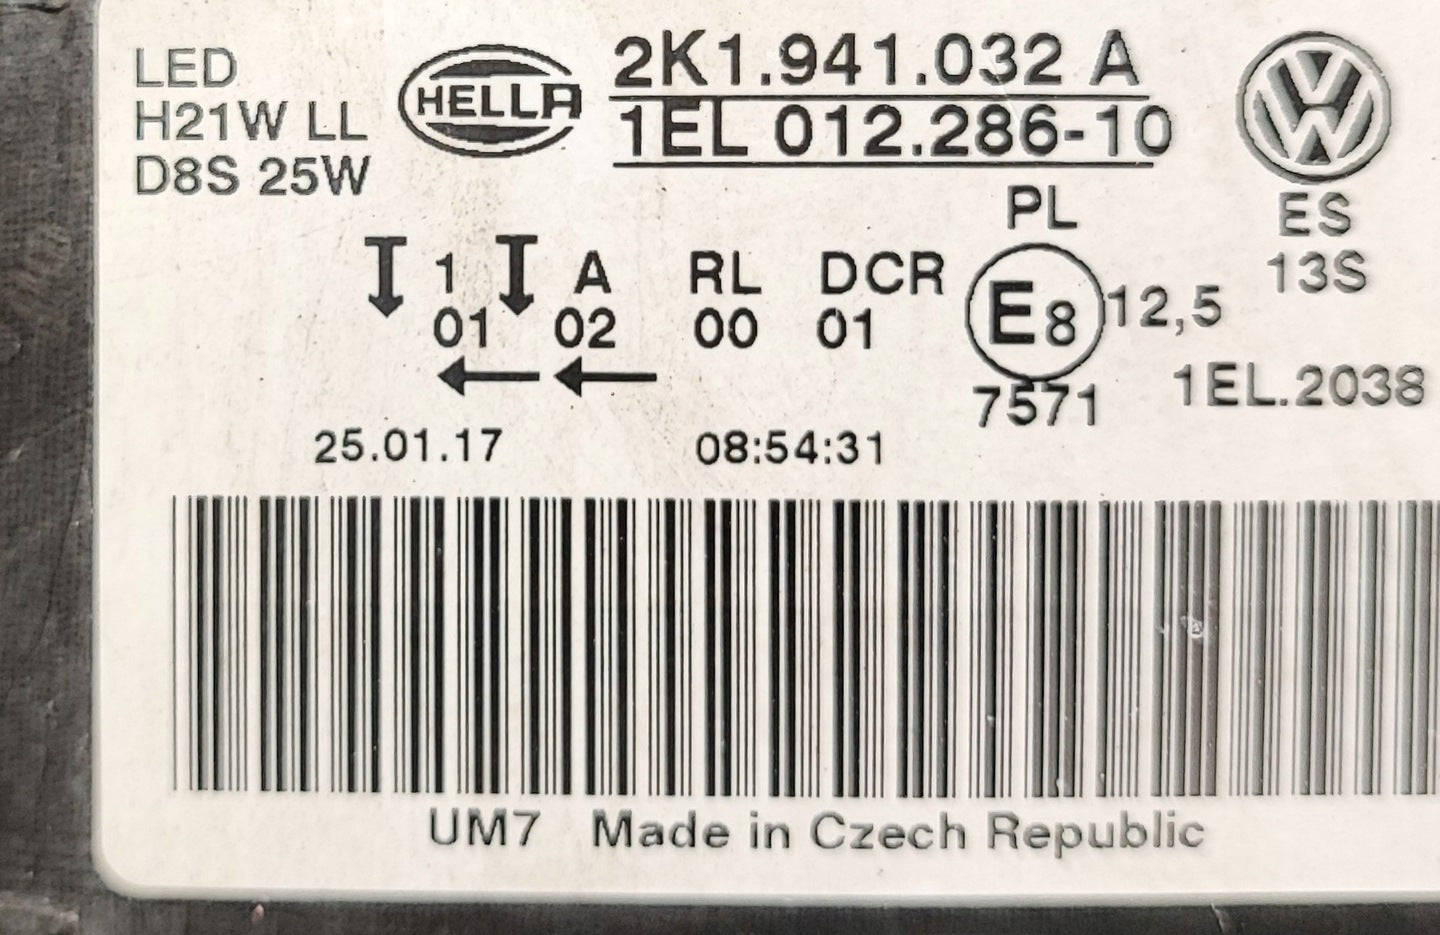 LED
H21W LL
D8S 25W
HELLA
2K1.941.032 A
1EL 012.286-10
PL
ES
13S
1 A RL DCR
01 02 00 01
E8
12,5
7571
1EL.2038
25.01.17 08:54:31
UM7 Made in Czech Republic